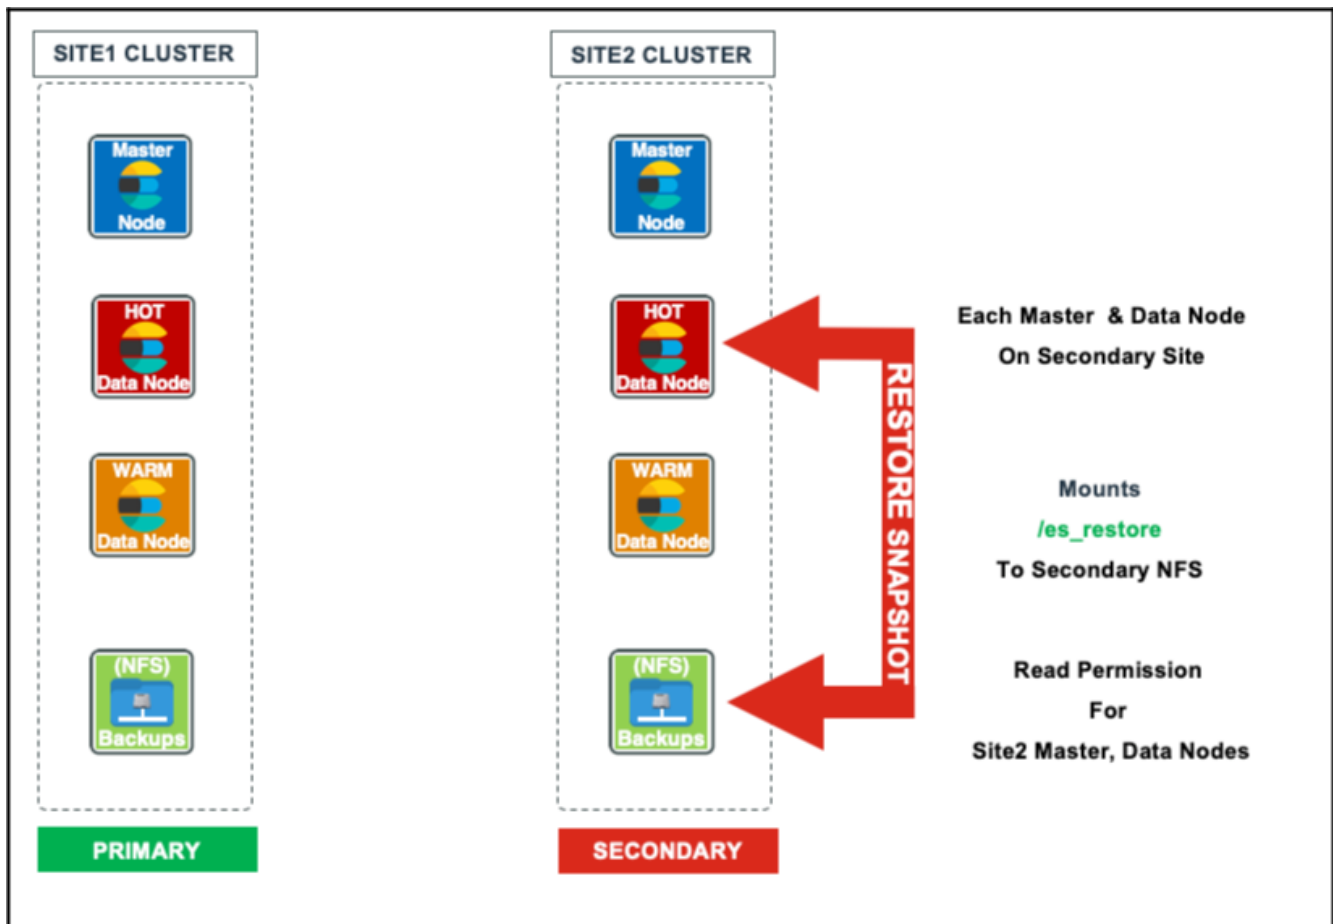 SITE1 CLUSTER
Master
Node
HOT
Data Node
WARM
Data Node
(NFS)
Backups
PRIMARY
SITE2 CLUSTER
Master
Node
HOT
Data Node
WARM
Data Node
(NFS)
Backups
SECONDARY
RESTORE SNAPSHOT
Each Master & Data Node
On Secondary Site
Mounts
/es_restore
To Secondary NFS
Read Permission
For
Site2 Master, Data Nodes